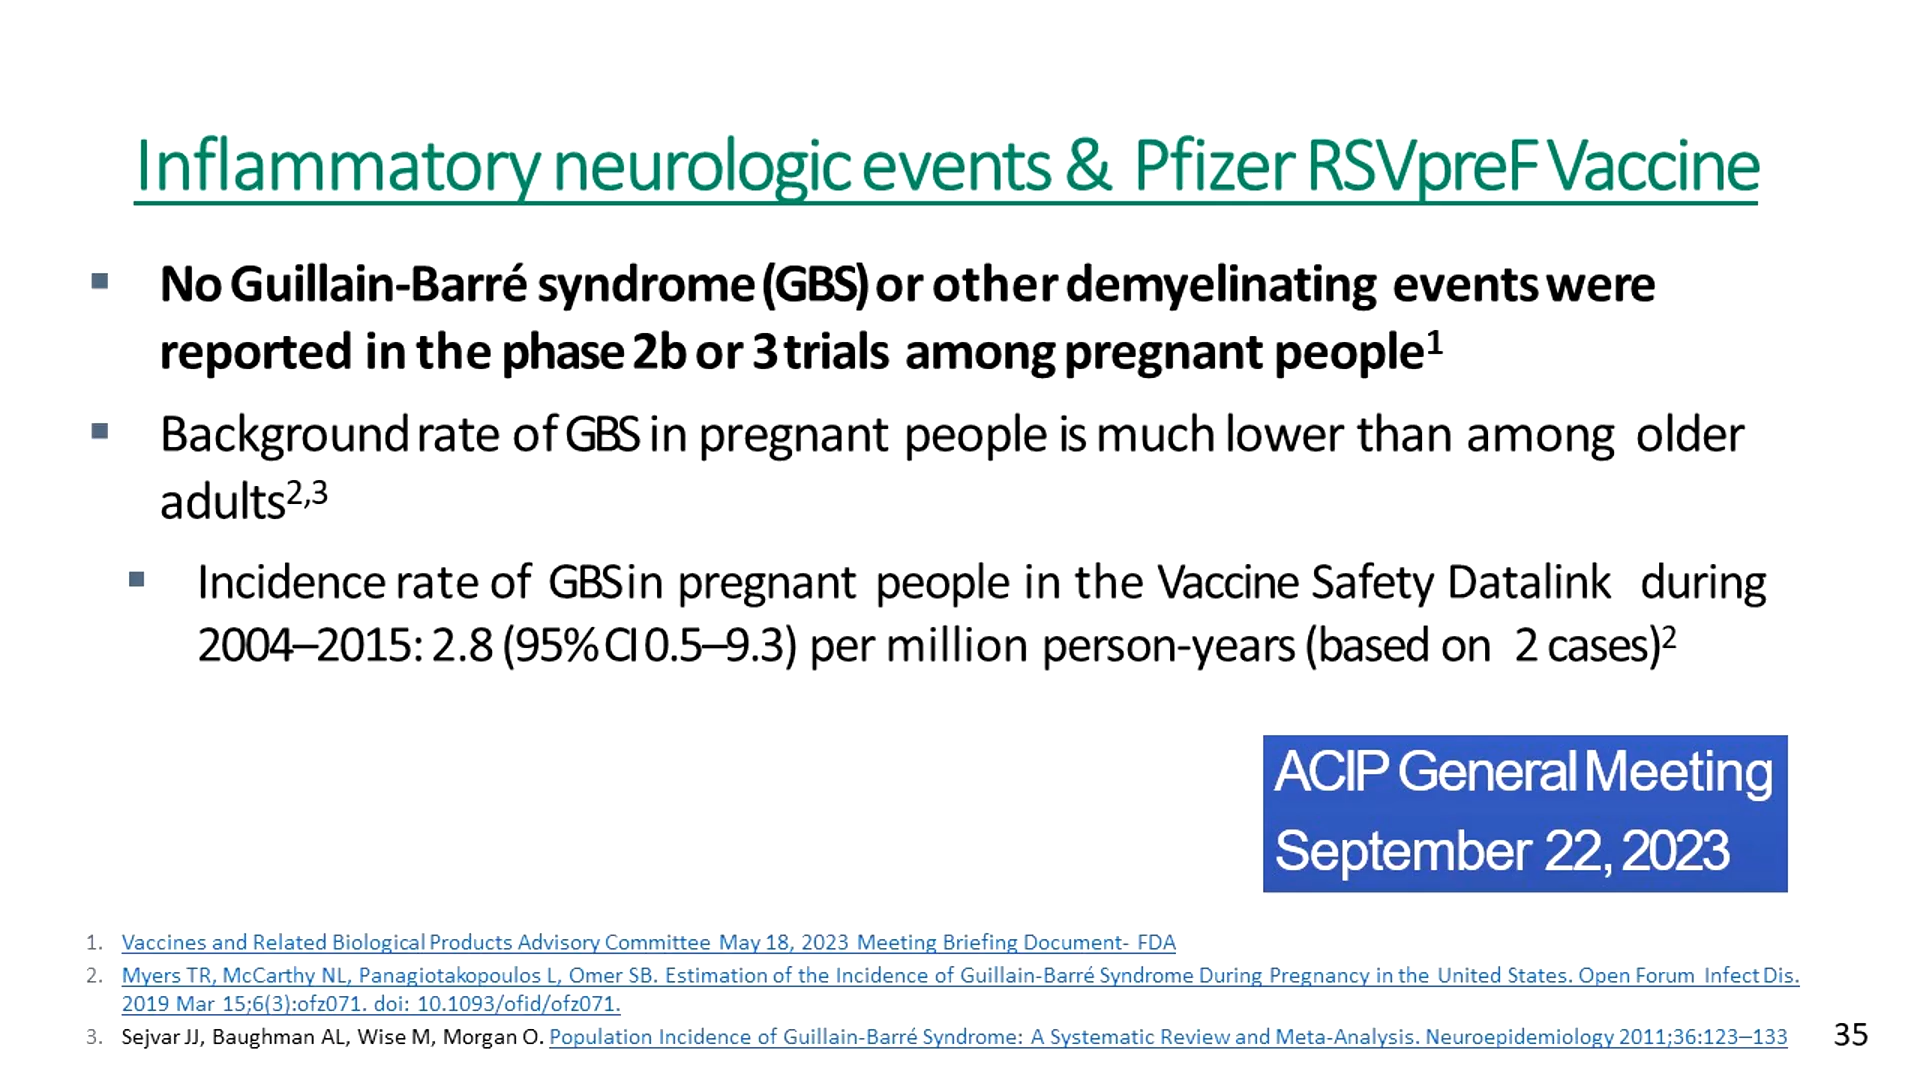 Inflammatory neurologic events & Pfizer RSVpreF Vaccine
▪ No Guillain-Barré syndrome (GBS) or other demyelinating events were
reported in the phase 2b or 3 trials among pregnant people¹
▪ Background rate of GBS in pregnant people is much lower than among older
adults²,³
▪ Incidence rate of GBS in pregnant people in the Vaccine Safety Datalink during
2004–2015: 2.8 (95% CI 0.5–9.3) per million person-years (based on 2 cases)²
ACIP General Meeting
September 22, 2023
1. Vaccines and Related Biological Products Advisory Committee May 18, 2023 Meeting Briefing Document- FDA
2. Myers TR, McCarthy NL, Panagiotakopoulos L, Omer SB. Estimation of the Incidence of Guillain-Barré Syndrome During Pregnancy in the United States. Open Forum Infect Dis.
2019 Mar 15;6(3):ofz071. doi: 10.1093/ofid/ofz071.
3. Sejvar JJ, Baughman AL, Wise M, Morgan O. Population Incidence of Guillain-Barré Syndrome: A Systematic Review and Meta-Analysis. Neuroepidemiology 2011;36:123–133
35